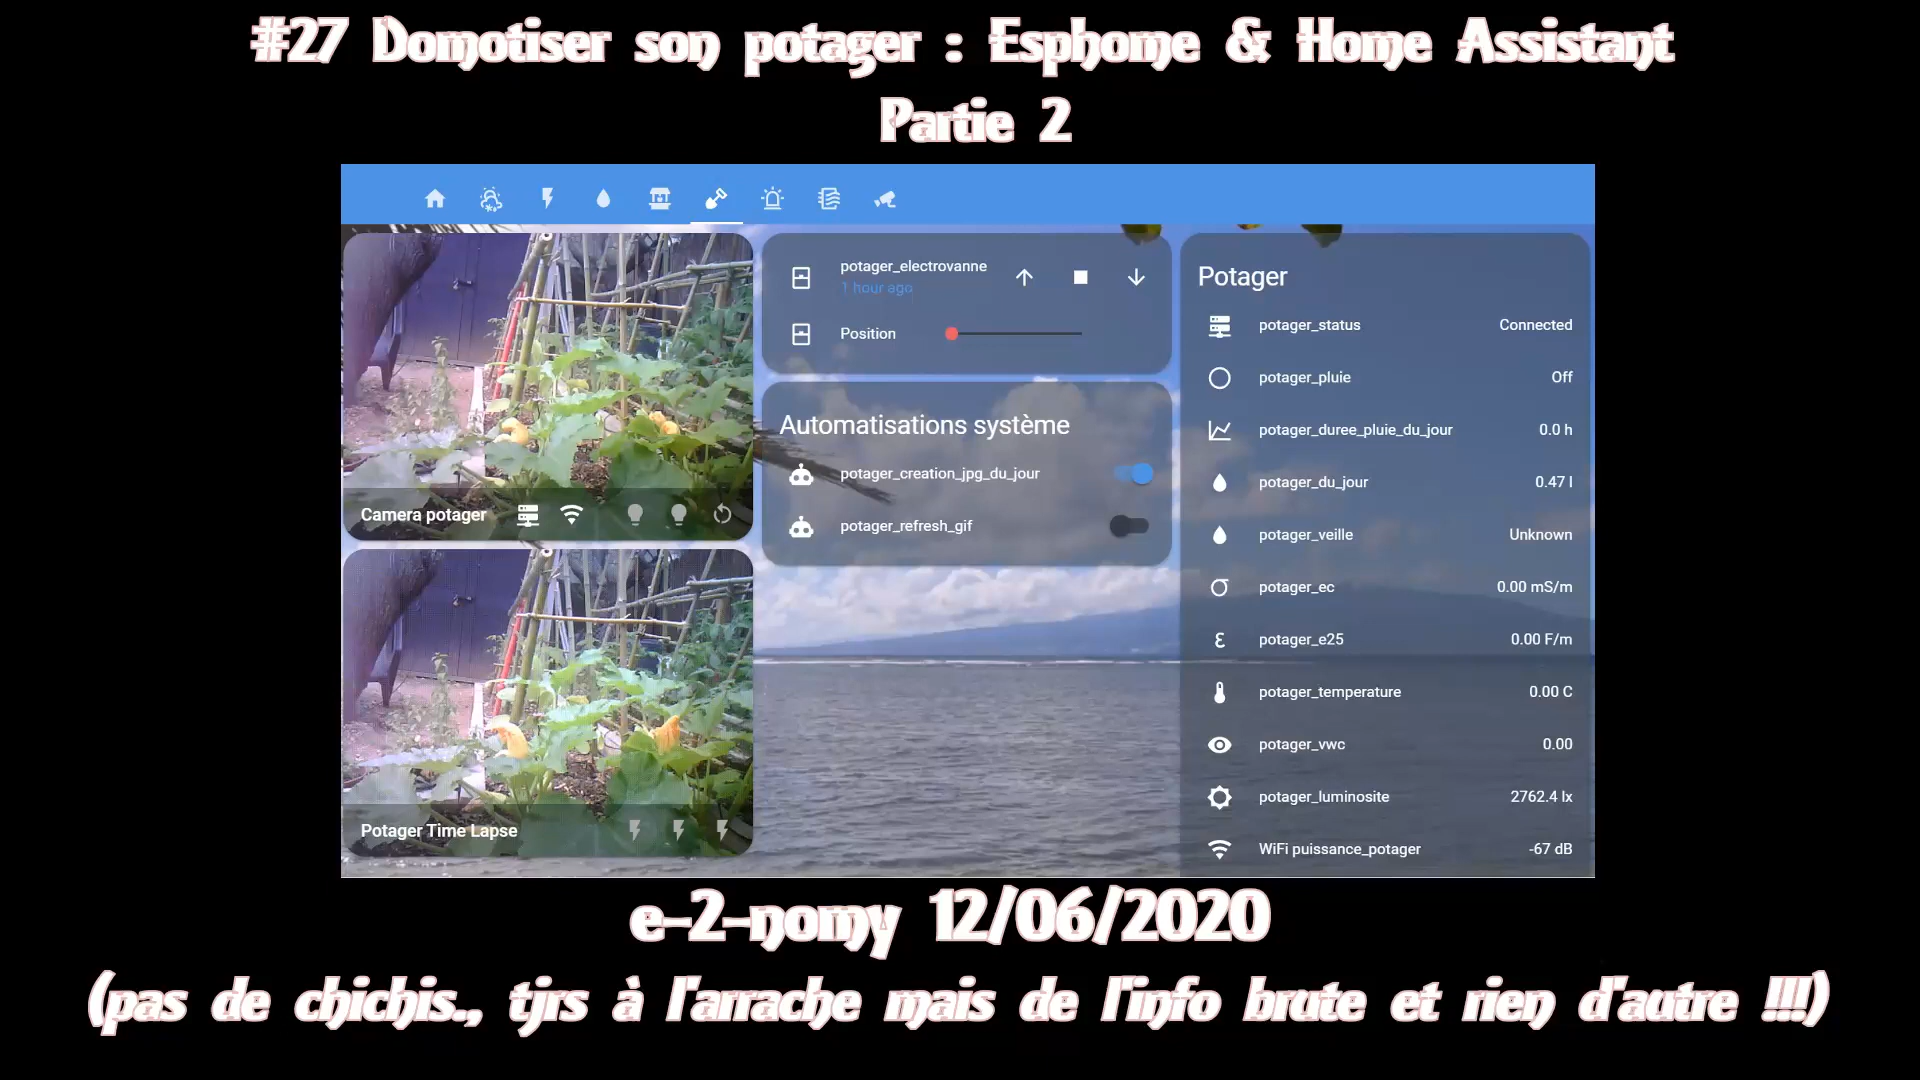 #27 Domotiser son potager : Esphome & Home Assistant
Partie 2
Camera potager
Potager Time Lapse
potager_electrovanne
1 hour ago
Position
Automatisations système
potager_creation_jpg_du_jour
potager_refresh_gif
Potager
potager_status Connected
potager_pluie Off
potager_duree_pluie_du_jour 0.0 h
potager_du_jour 0.47 l
potager_veille Unknown
potager_ec 0.00 mS/m
potager_e25 0.00 F/m
potager_temperature 0.00 C
potager_vwc 0.00
potager_luminosite 2762.4 lx
WiFi puissance_potager -67 dB
e-2-nomy 12/06/2020
(pas de chichis., tjrs à l'arrache mais de l'info brute et rien d'autre !!!)